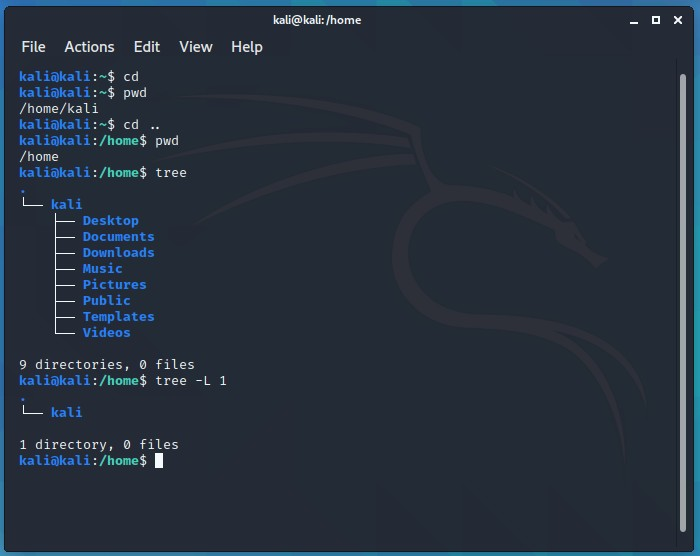 kali@kali:/home
File Actions Edit View Help
kali@kali:~$ cd
kali@kali:~$ pwd
/home/kali
kali@kali:~$ cd ..
kali@kali:/home$ pwd
/home
kali@kali:/home$ tree
.
└── kali
    ├── Desktop
    ├── Documents
    ├── Downloads
    ├── Music
    ├── Pictures
    ├── Public
    ├── Templates
    └── Videos
9 directories, 0 files
kali@kali:/home$ tree -L 1
.
└── kali
1 directory, 0 files
kali@kali:/home$